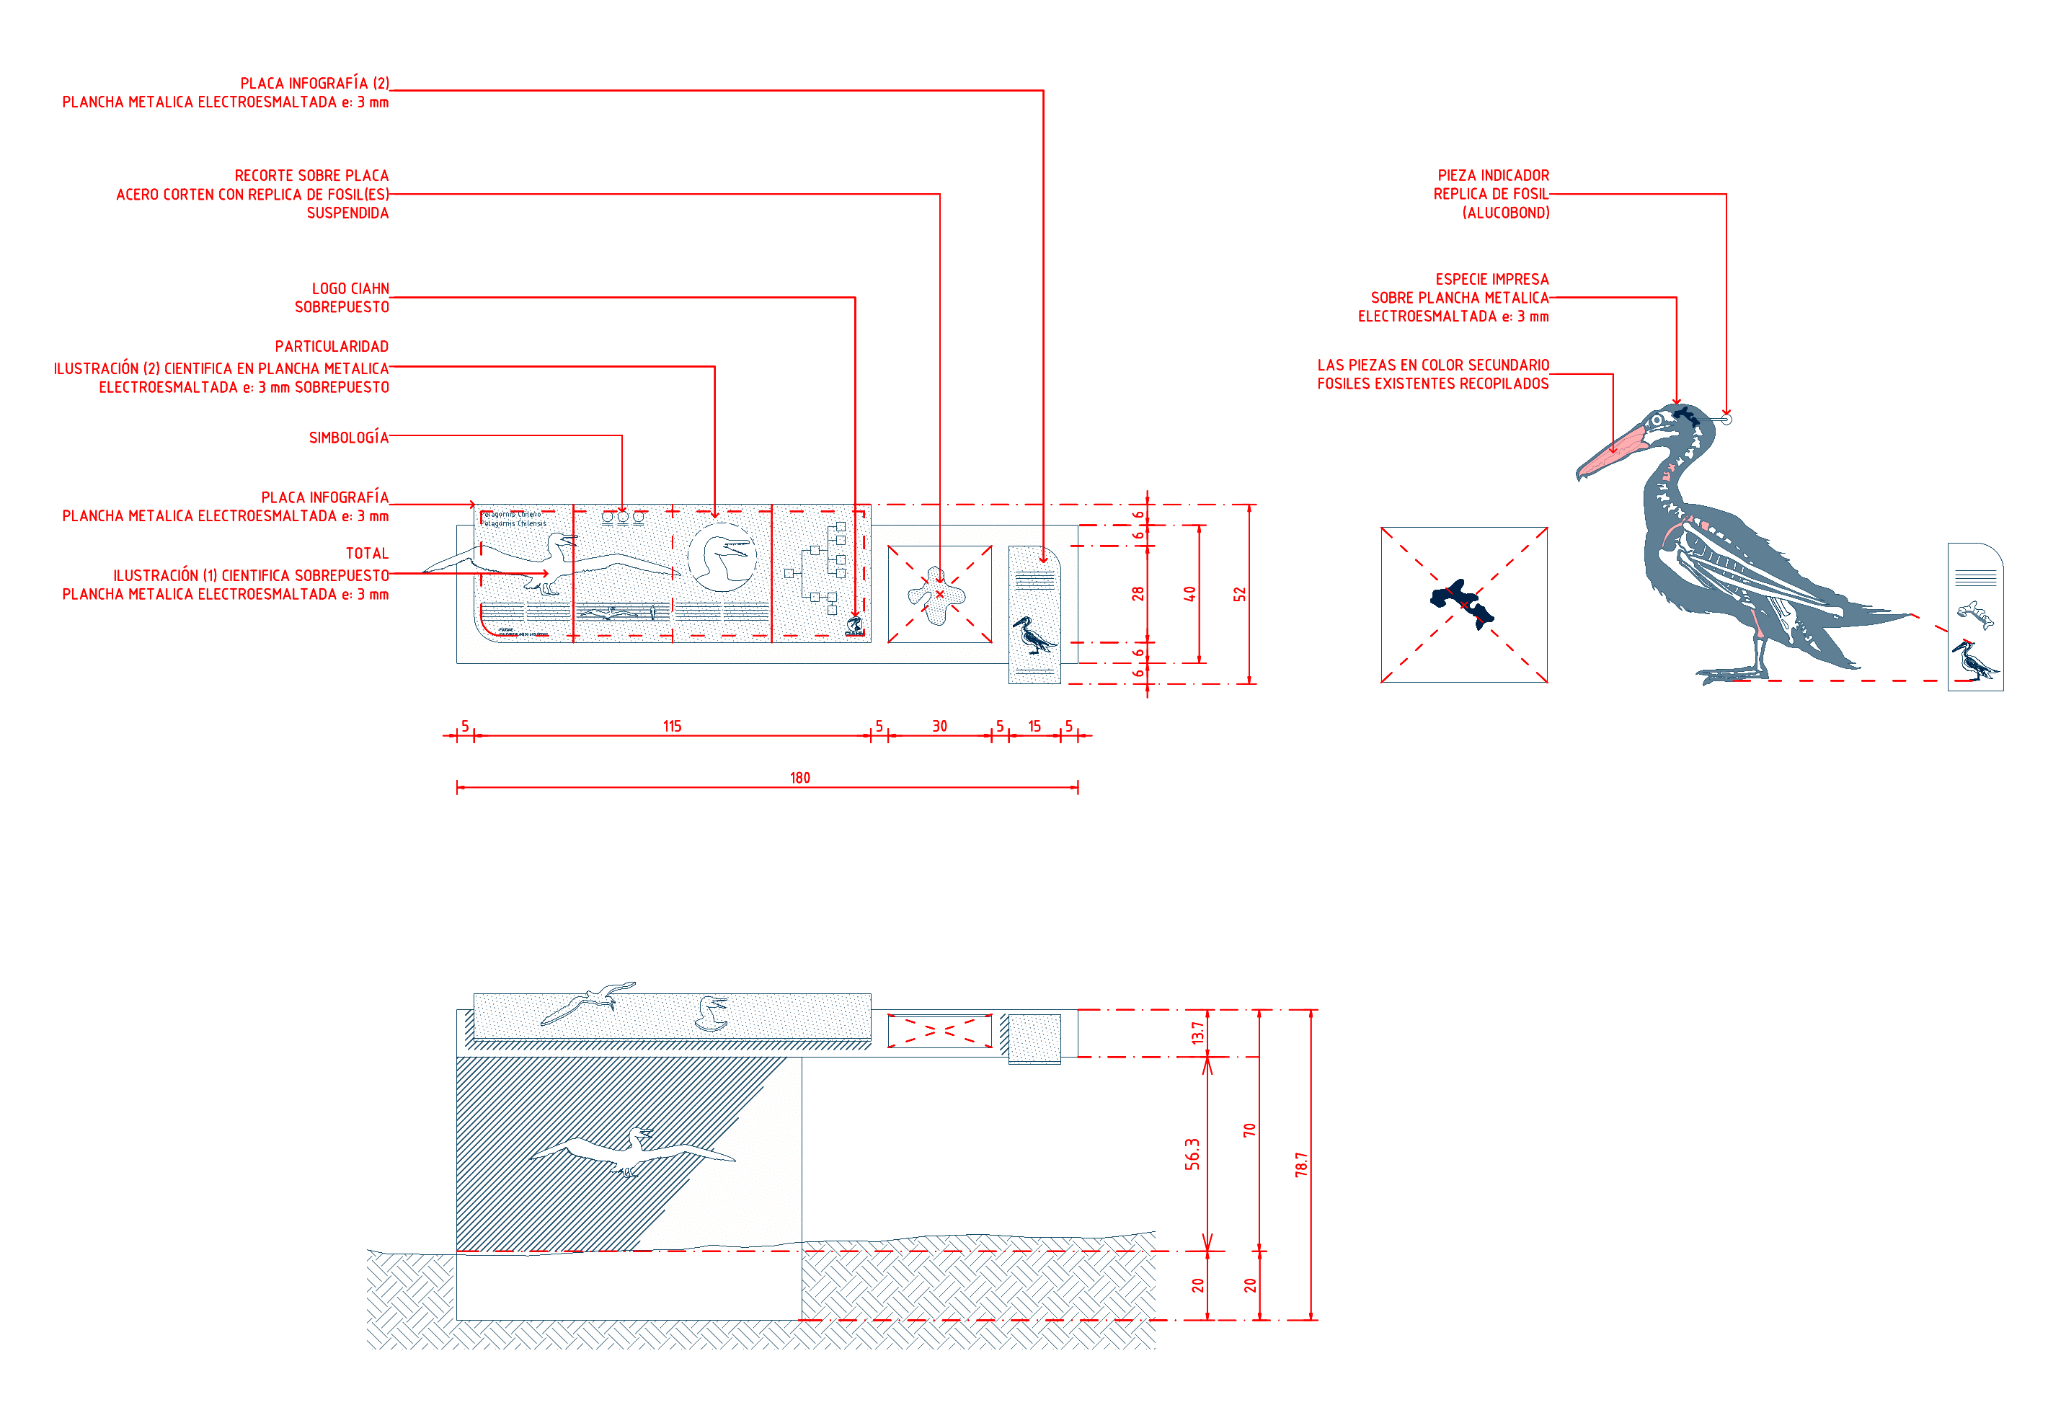 PLACA INFOGRAFÍA (2)
PLANCHA METALICA ELECTROESMALTADA e: 3 mm
RECORTE SOBRE PLACA
ACERO CORTEN CON REPLICA DE FOSIL(ES)
SUSPENDIDA
LOGO CIAHN
SOBREPUESTO
PARTICULARIDAD
ILUSTRACIÓN (2) CIENTIFICA EN PLANCHA METALICA
ELECTROESMALTADA e: 3 mm SOBREPUESTO
SIMBOLOGÍA
PLACA INFOGRAFÍA
PLANCHA METALICA ELECTROESMALTADA e: 3 mm
TOTAL
ILUSTRACIÓN (1) CIENTIFICA SOBREPUESTO
PLANCHA METALICA ELECTROESMALTADA e: 3 mm
Pelagornis Chileno
Pelagornis Chilensis
6
6
28
6
6
40
52
5
115
5
30
5
15
5
180
PIEZA INDICADOR
REPLICA DE FOSIL
(ALUCOBOND)
ESPECIE IMPRESA
SOBRE PLANCHA METALICA
ELECTROESMALTADA e: 3 mm
LAS PIEZAS EN COLOR SECUNDARIO
FOSILES EXISTENTES RECOPILADOS
13.7
56.3
20
70
20
78.7